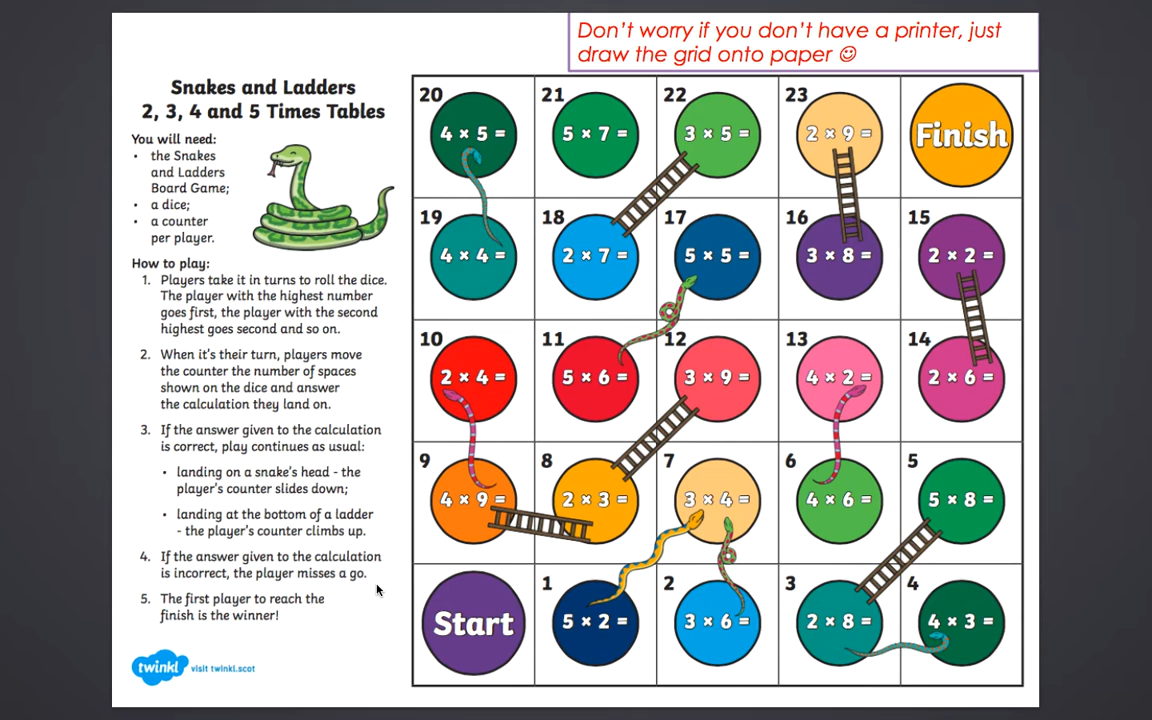 Don't worry if you don't have a printer, just
draw the grid onto paper ☺
Snakes and Ladders
2, 3, 4 and 5 Times Tables
You will need:
• the Snakes
and Ladders
Board Game;
• a dice;
• a counter
per player.
How to play:
1. Players take it in turns to roll the dice.
The player with the highest number
goes first, the player with the second
highest goes second and so on.
2. When it's their turn, players move
the counter the number of spaces
shown on the dice and answer
the calculation they land on.
3. If the answer given to the calculation
is correct, play continues as usual:
• landing on a snake's head - the
player's counter slides down;
• landing at the bottom of a ladder
- the player's counter climbs up.
4. If the answer given to the calculation
is incorrect, the player misses a go.
5. The first player to reach the
finish is the winner!
twinkl visit twinkl.scot
20 21 22 23
4 × 5 = 5 × 7 = 3 × 5 = 2 × 9 = Finish
19 18 17 16 15
4 × 4 = 2 × 7 = 5 × 5 = 3 × 8 = 2 × 2 =
10 11 12 13 14
2 × 4 = 5 × 6 = 3 × 9 = 4 × 2 = 2 × 6 =
9 8 7 6 5
4 × 9 = 2 × 3 = 3 × 4 = 4 × 6 = 5 × 8 =
1 2 3 4
Start 5 × 2 = 3 × 6 = 2 × 8 = 4 × 3 =